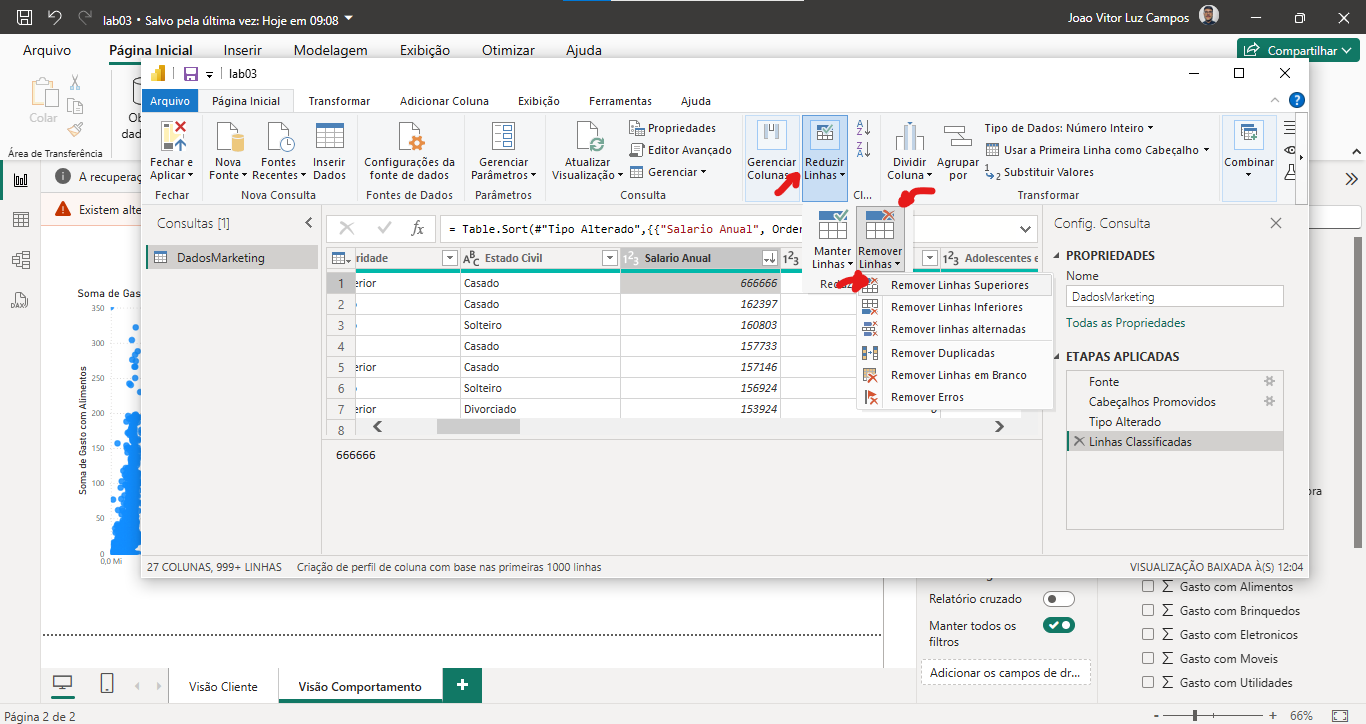 lab03 • Salvo pela última vez: Hoje em 09:08
Joao Vitor Luz Campos
Arquivo
Página Inicial
Inserir
Modelagem
Exibição
Otimizar
Ajuda
Compartilhar
Colar
Área de Transferência
lab03
Arquivo
Página Inicial
Transformar
Adicionar Coluna
Exibição
Ferramentas
Ajuda
Fechar e
Aplicar
Fechar
Nova
Fonte
Fontes
Recentes
Inserir
Dados
Nova Consulta
Configurações da
fonte de dados
Fontes de Dados
Gerenciar
Parâmetros
Parâmetros
Atualizar
Visualização
Propriedades
Editor Avançado
Gerenciar
Consulta
Gerenciar
Colunas
Reduzir
Linhas
Cl...
Dividir
Coluna
Agrupar
por
Tipo de Dados: Número Inteiro
Usar a Primeira Linha como Cabeçalho
Substituir Valores
Transformar
Combinar
A recuperaç
Existem alte
Consultas [1]
DadosMarketing
fx
= Table.Sort(#"Tipo Alterado",{{"Salario Anual", Order
Manter
Linhas
Remover
Linhas
Remover Linhas Superiores
Remover Linhas Inferiores
Remover linhas alternadas
Remover Duplicadas
Remover Linhas em Branco
Remover Erros
ridade
ABC Estado Civil
123 Salario Anual
123
123 Adolescentes e
1 erior Casado 666666
2 Casado 162397
3 Solteiro 160803
4 Casado 157733
5 erior Casado 157146
6 Solteiro 156924
7 erior Divorciado 153924 0
8
666666
Config. Consulta
PROPRIEDADES
Nome
DadosMarketing
Todas as Propriedades
ETAPAS APLICADAS
Fonte
Cabeçalhos Promovidos
Tipo Alterado
Linhas Classificadas
27 COLUNAS, 999+ LINHAS
Criação de perfil de coluna com base nas primeiras 1000 linhas
VISUALIZAÇÃO BAIXADA À(S) 12:04
Soma de Gast
Soma de Gasto com Alimentos
350
300
250
200
150
100
50
0
0,0 Mi
Relatório cruzado
Manter todos os
filtros
Adicionar os campos de dr...
Gasto com Alimentos
Gasto com Brinquedos
Gasto com Eletronicos
Gasto com Moveis
Gasto com Utilidades
Visão Cliente
Visão Comportamento
Página 2 de 2
66%